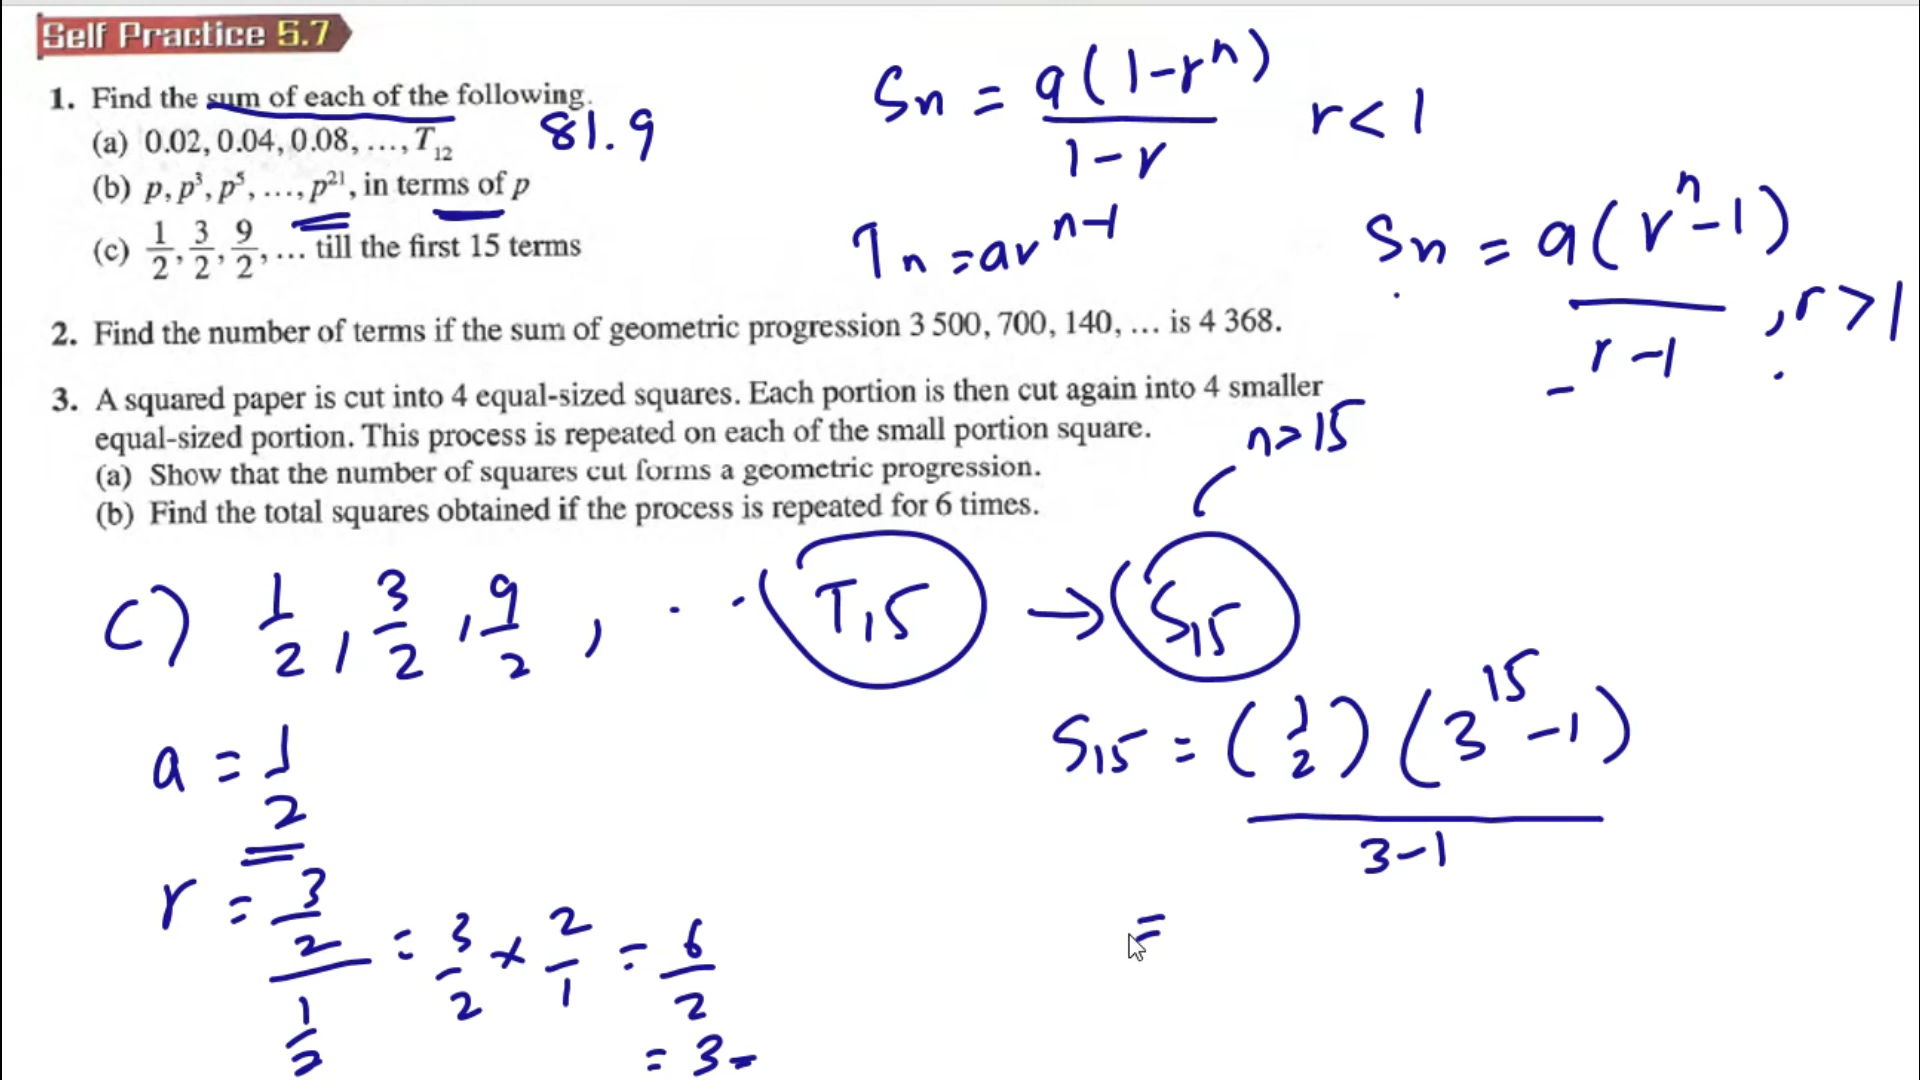 Self Practice 5.7
1. Find the sum of each of the following.
(a) 0.02, 0.04, 0.08, …, T₁₂
81.9
(b) p, p³, p⁵, …, p²¹, in terms of p
(c) 1/2, 3/2, 9/2, … till the first 15 terms
Sn = a(1-rⁿ)/1-r r<1
Tn = arⁿ⁻¹
Sn = a(rⁿ-1)/r-1, r>1
2. Find the number of terms if the sum of geometric progression 3 500, 700, 140, … is 4 368.
3. A squared paper is cut into 4 equal-sized squares. Each portion is then cut again into 4 smaller
equal-sized portion. This process is repeated on each of the small portion square.
(a) Show that the number of squares cut forms a geometric progression.
(b) Find the total squares obtained if the process is repeated for 6 times.
n=15
c) 1/2, 3/2, 9/2, ... T15 → S15
a = 1/2
S15 = (1/2)(3¹⁵-1)/3-1
=
r = 3/2/1/2 = 3/2 × 2/1 = 6/2
= 3